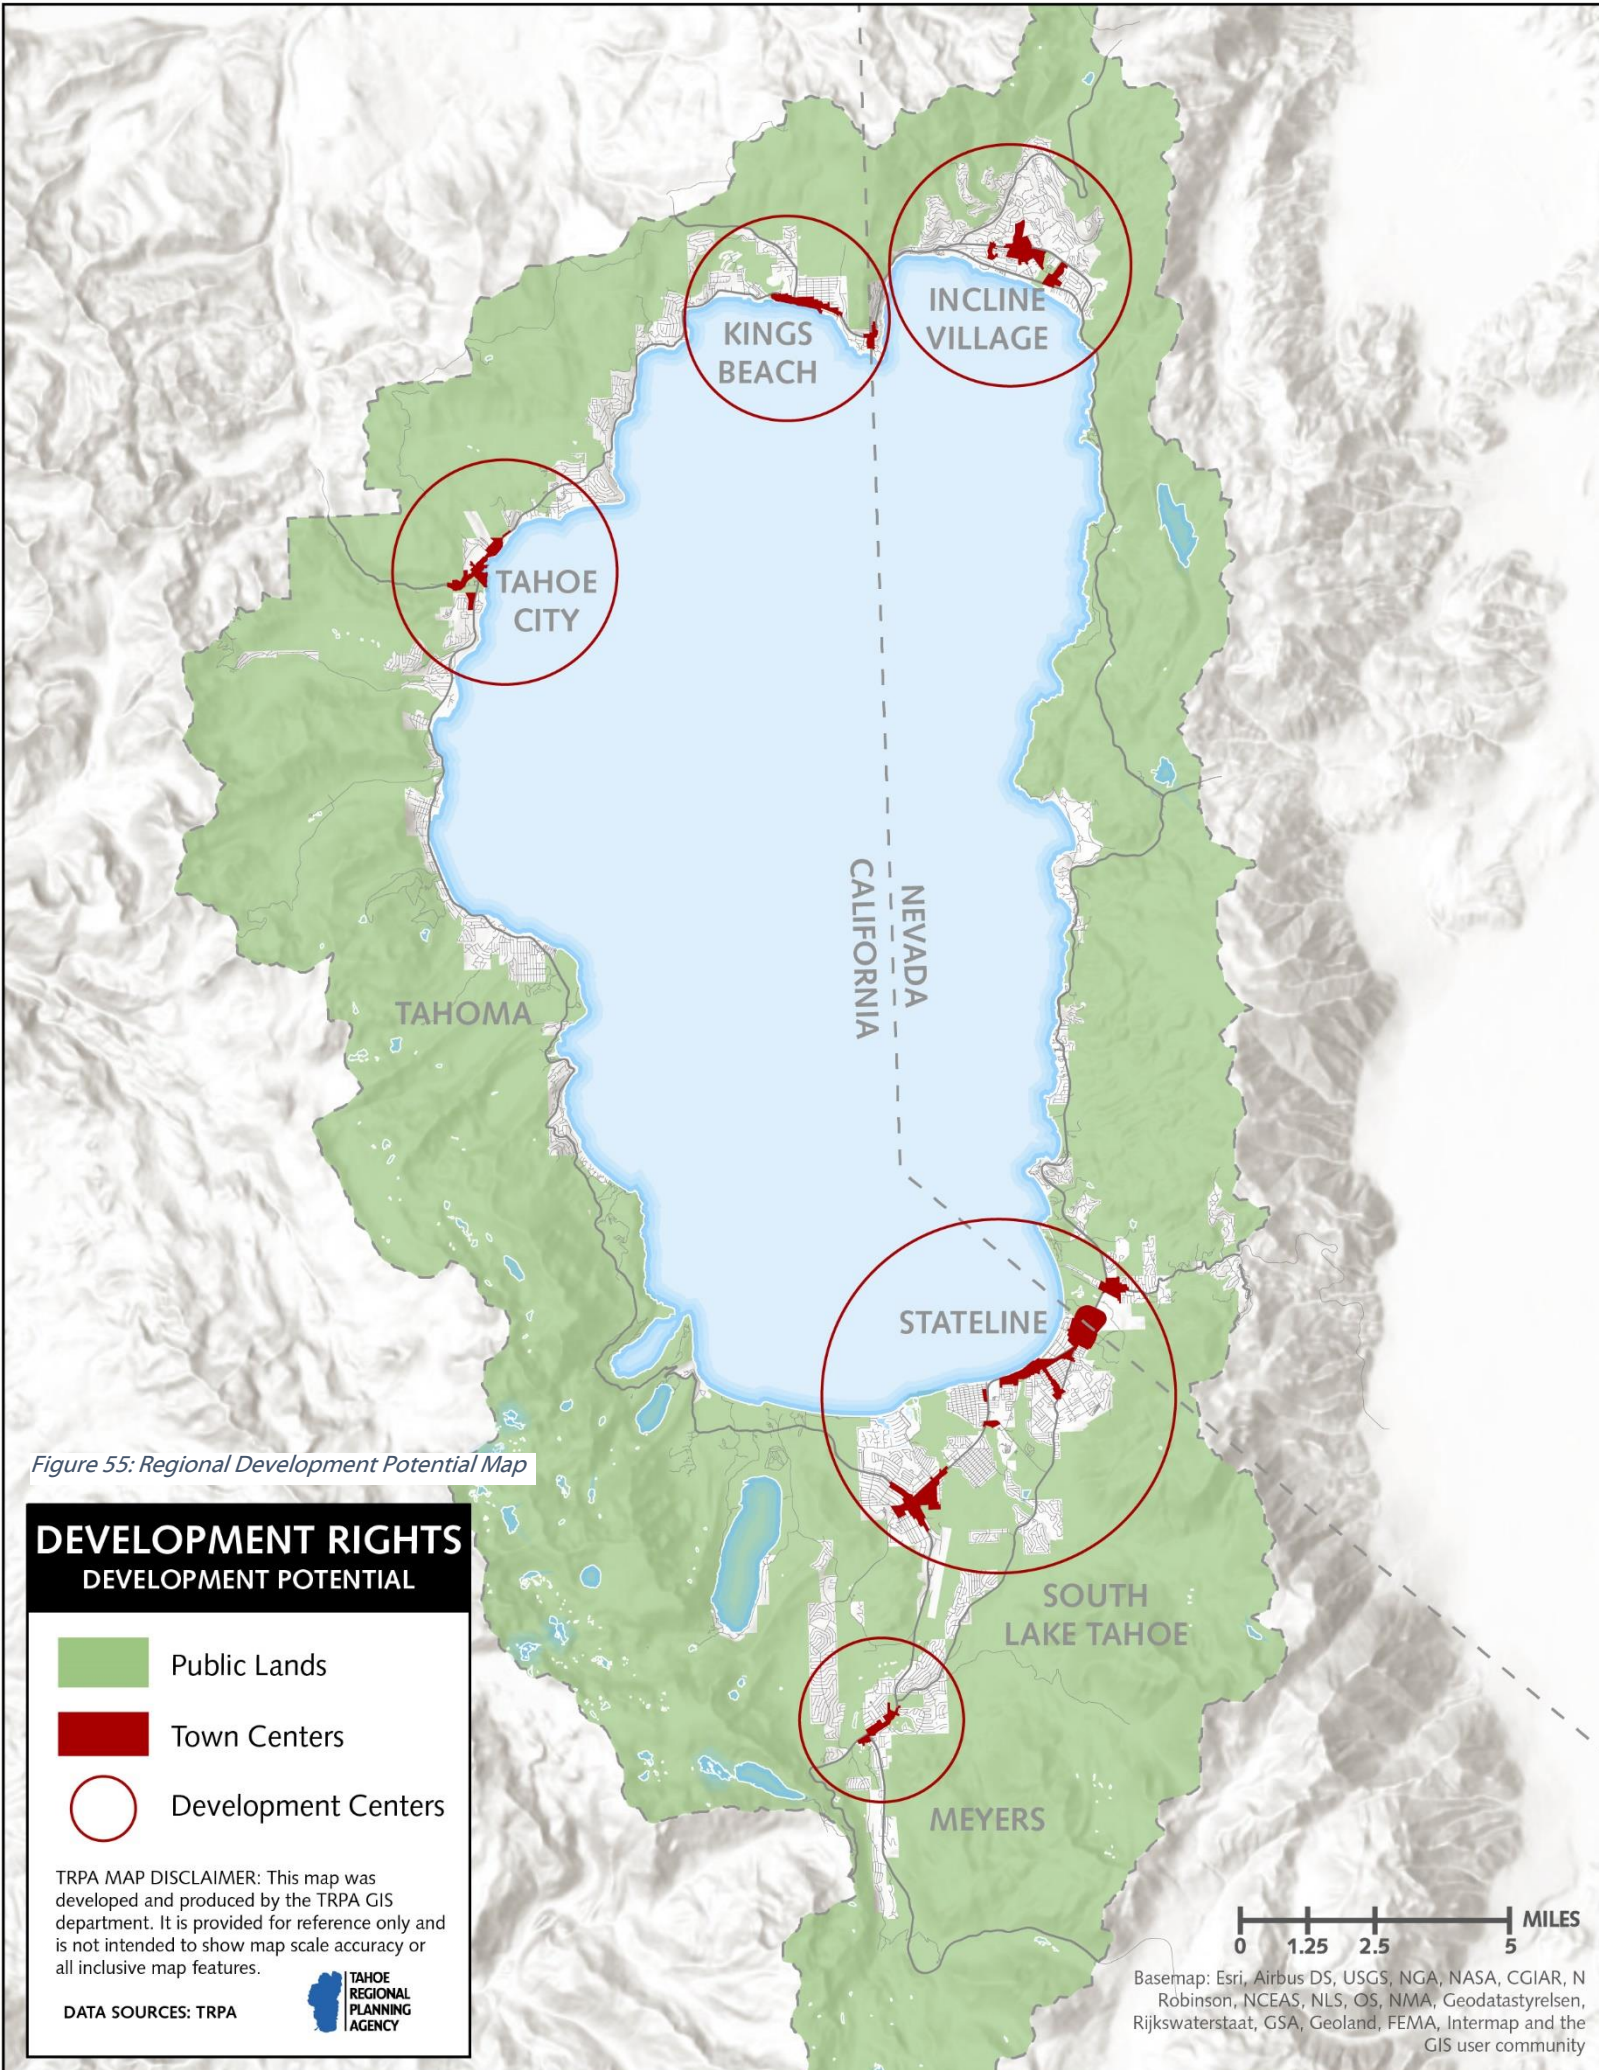 INCLINE
VILLAGE
KINGS
BEACH
TAHOE
CITY
NEVADA
CALIFORNIA
TAHOMA
STATELINE
Figure 55: Regional Development Potential Map
DEVELOPMENT RIGHTS
DEVELOPMENT POTENTIAL
Public Lands
Town Centers
Development Centers
TRPA MAP DISCLAIMER: This map was
developed and produced by the TRPA GIS
department. It is provided for reference only and
is not intended to show map scale accuracy or
all inclusive map features.
DATA SOURCES: TRPA
TAHOE
REGIONAL
PLANNING
AGENCY
SOUTH
LAKE TAHOE
MEYERS
MILES
0 1.25 2.5 5
Basemap: Esri, Airbus DS, USGS, NGA, NASA, CGIAR, N
Robinson, NCEAS, NLS, OS, NMA, Geodatastyrelsen,
Rijkswaterstaat, GSA, Geoland, FEMA, Intermap and the
GIS user community